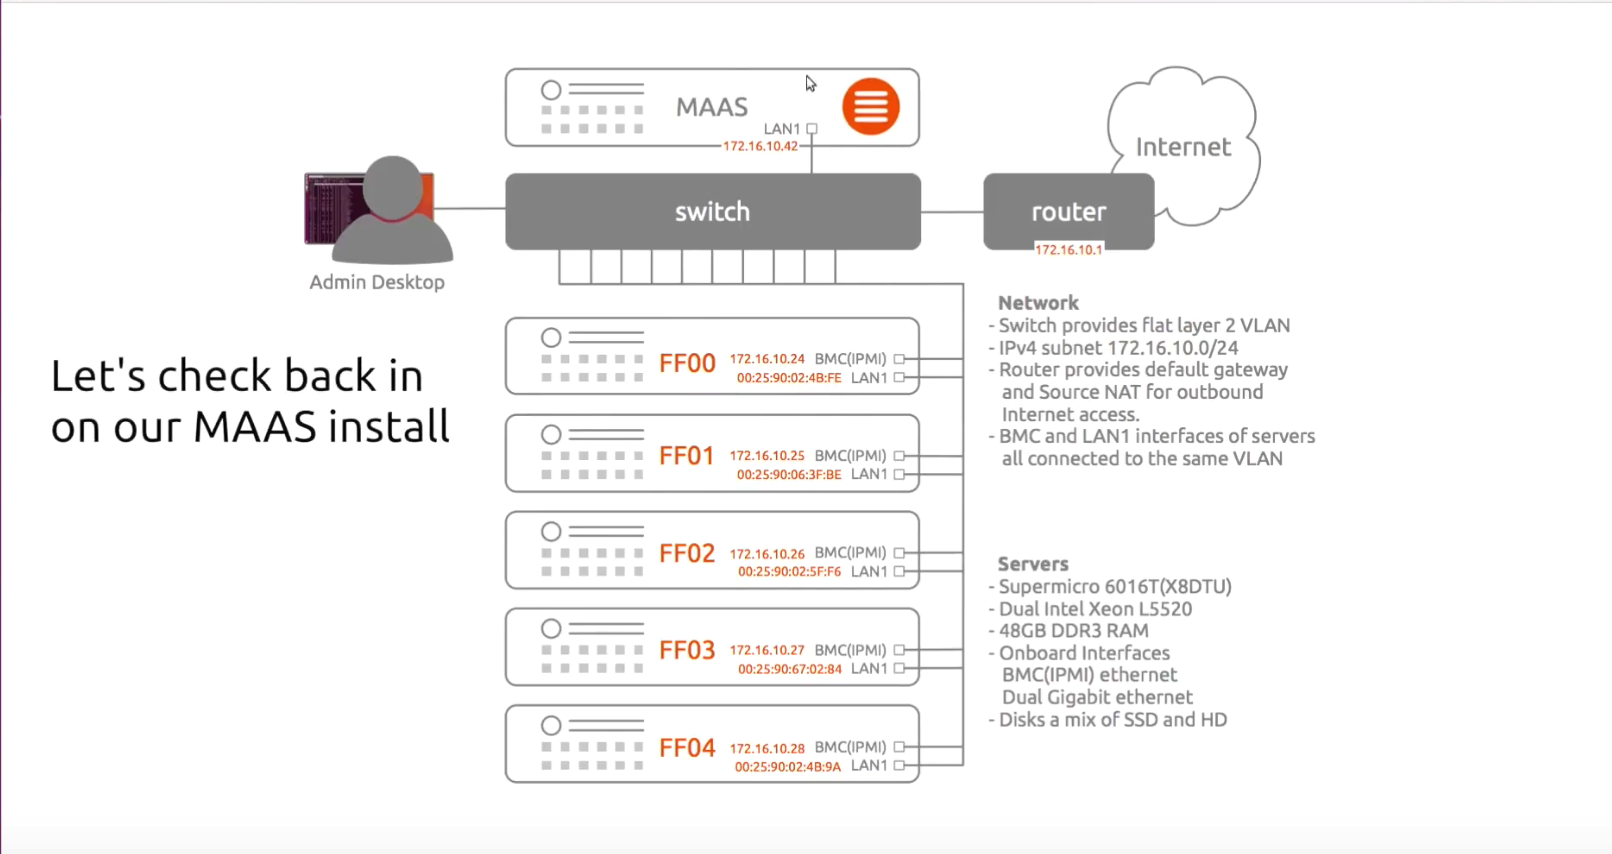 MAAS
LAN1
172.16.10.42
Internet
switch
router
172.16.10.1
Admin Desktop
Let's check back in
on our MAAS install
FF00
172.16.10.24 BMC(IPMI)
00:25:90:02:4B:FE LAN1
FF01
172.16.10.25 BMC(IPMI)
00:25:90:06:3F:BE LAN1
FF02
172.16.10.26 BMC(IPMI)
00:25:90:02:5F:F6 LAN1
FF03
172.16.10.27 BMC(IPMI)
00:25:90:67:02:84 LAN1
FF04
172.16.10.28 BMC(IPMI)
00:25:90:02:4B:9A LAN1
Network
- Switch provides flat layer 2 VLAN
- IPv4 subnet 172.16.10.0/24
- Router provides default gateway
and Source NAT for outbound
Internet access.
- BMC and LAN1 interfaces of servers
all connected to the same VLAN
Servers
- Supermicro 6016T(X8DTU)
- Dual Intel Xeon L5520
- 48GB DDR3 RAM
- Onboard Interfaces
BMC(IPMI) ethernet
Dual Gigabit ethernet
- Disks a mix of SSD and HD